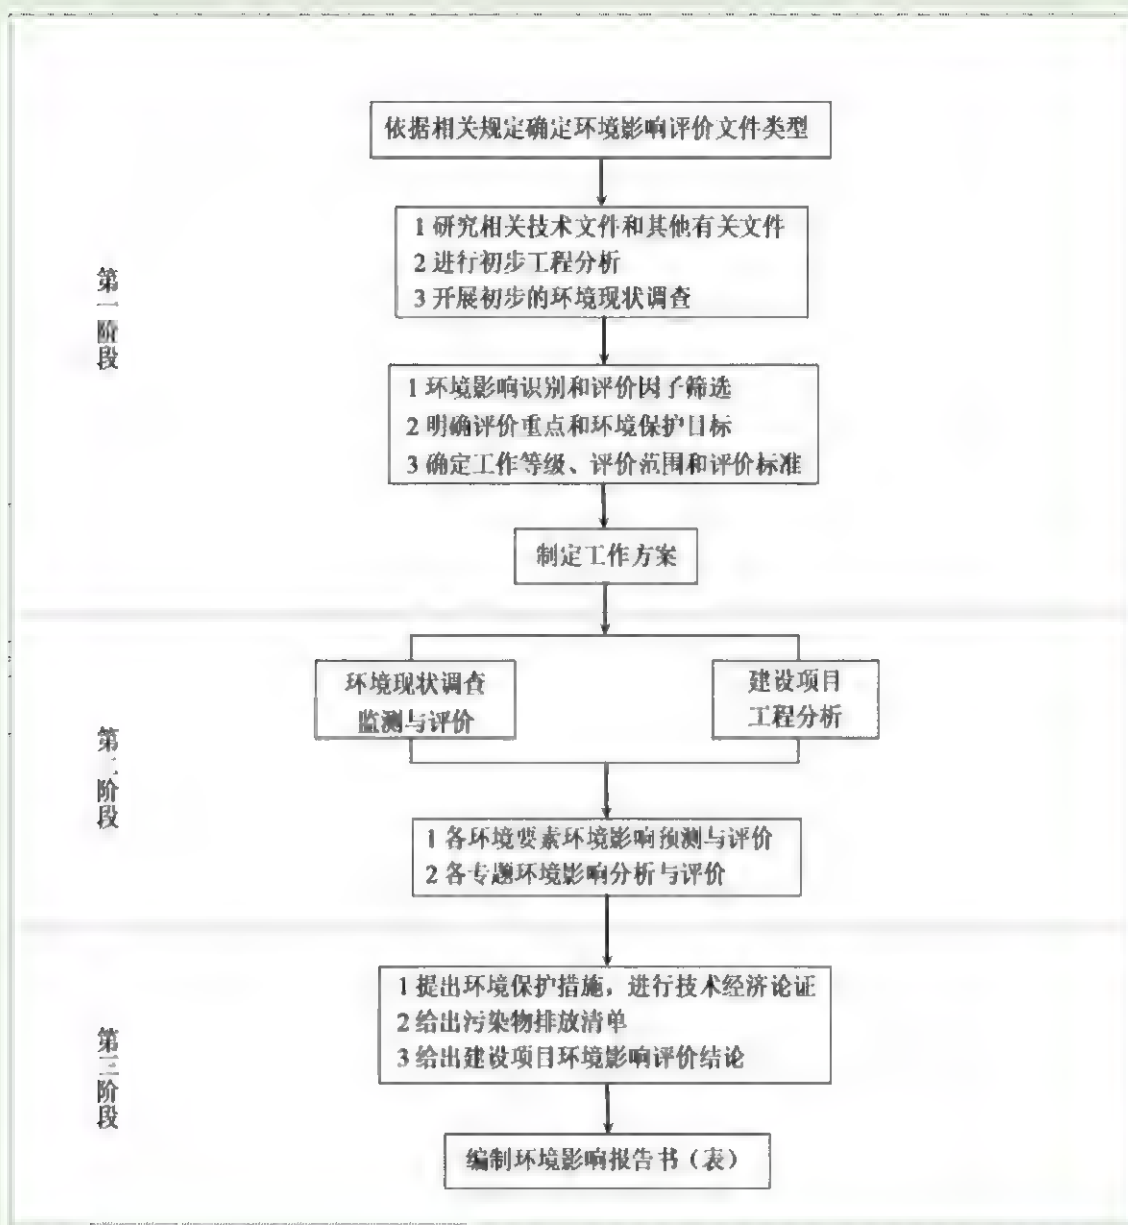 依据相关规定确定环境影响评价文件类型
1 研究相关技术文件和其他有关文件
2 进行初步工程分析
3 开展初步的环境现状调查
第一阶段
1 环境影响识别和评价因子筛选
2 明确评价重点和环境保护目标
3 确定工作等级、评价范围和评价标准
制定工作方案
环境现状调查
监测与评价
建设项目
工程分析
第二阶段
1 各环境要素环境影响预测与评价
2 各专题环境影响分析与评价
1 提出环境保护措施，进行技术经济论证
2 给出污染物排放清单
3 给出建设项目环境影响评价结论
第三阶段
编制环境影响报告书（表）